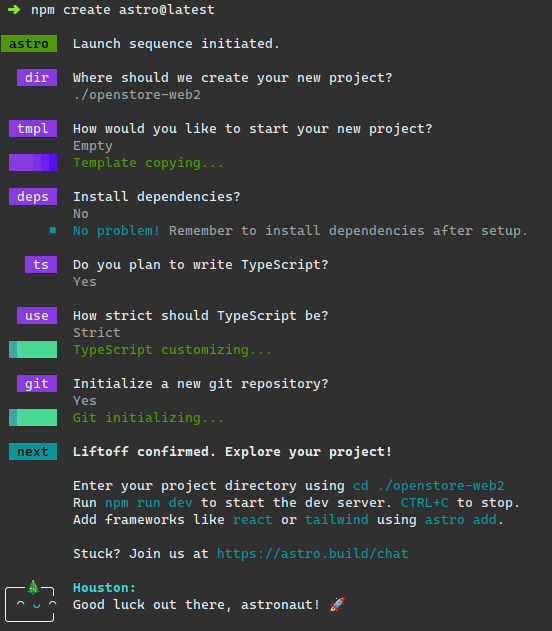 ➜ npm create astro@latest
astro Launch sequence initiated.
dir Where should we create your new project?
./openstore-web2
tmpl How would you like to start your new project?
Empty
Template copying...
deps Install dependencies?
No
No problem! Remember to install dependencies after setup.
ts Do you plan to write TypeScript?
Yes
use How strict should TypeScript be?
Strict
TypeScript customizing...
git Initialize a new git repository?
Yes
Git initializing...
next Liftoff confirmed. Explore your project!
Enter your project directory using cd ./openstore-web2
Run npm run dev to start the dev server. CTRL+C to stop.
Add frameworks like react or tailwind using astro add.
Stuck? Join us at https://astro.build/chat
Houston:
Good luck out there, astronaut! 🚀